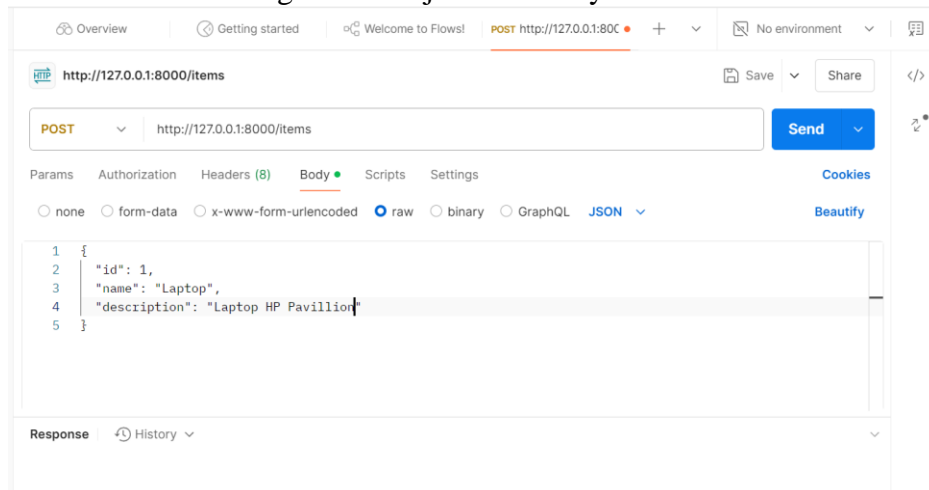 Overview Getting started Welcome to Flows! POST http://127.0.0.1:800 No environment
HTTP http://127.0.0.1:8000/items Save Share
POST http://127.0.0.1:8000/items Send
Params Authorization Headers (8) Body Scripts Settings Cookies
none form-data x-www-form-urlencoded raw binary GraphQL JSON Beautify
1 {
2 "id": 1,
3 "name": "Laptop",
4 "description": "Laptop HP Pavillion"
5 }
Response History